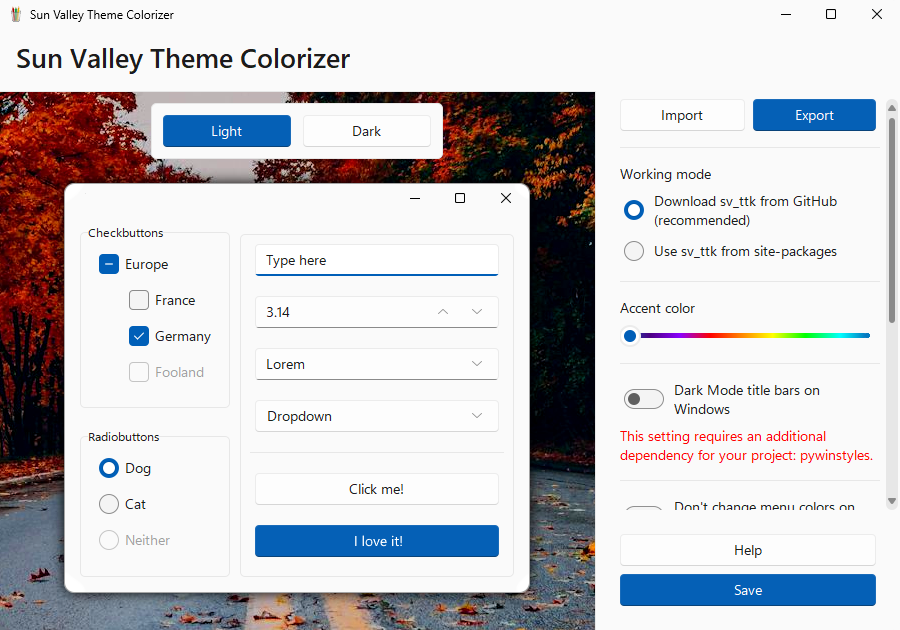 Sun Valley Theme Colorizer
Sun Valley Theme Colorizer
Light
Dark
Checkbuttons
Europe
France
Germany
Fooland
Radiobuttons
Dog
Cat
Neither
Type here
3.14
Lorem
Dropdown
Click me!
I love it!
Import
Export
Working mode
Download sv_ttk from GitHub
(recommended)
Use sv_ttk from site-packages
Accent color
Dark Mode title bars on
Windows
This setting requires an additional
dependency for your project: pywinstyles.
Don't change menu colors on
Help
Save